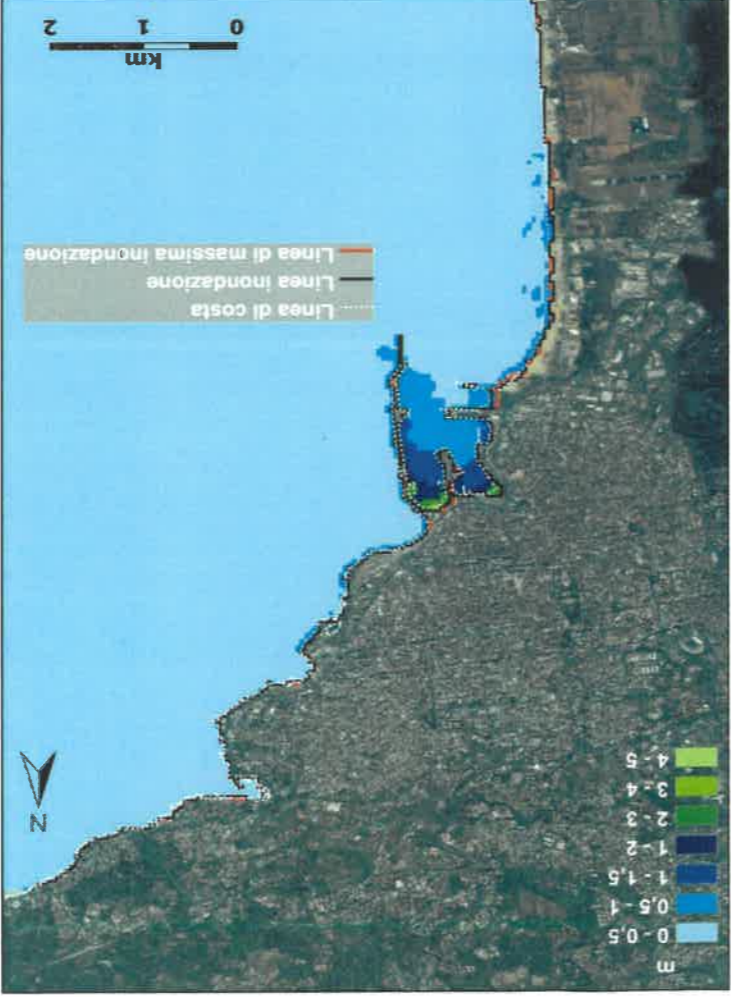 m
0 - 0,5
0,5 - 1
1 - 1,5
1 - 2
2 - 3
3 - 4
4 - 5
N
Linea di costa
Linea inondazione
Linea di massima inondazione
km
0 1 2